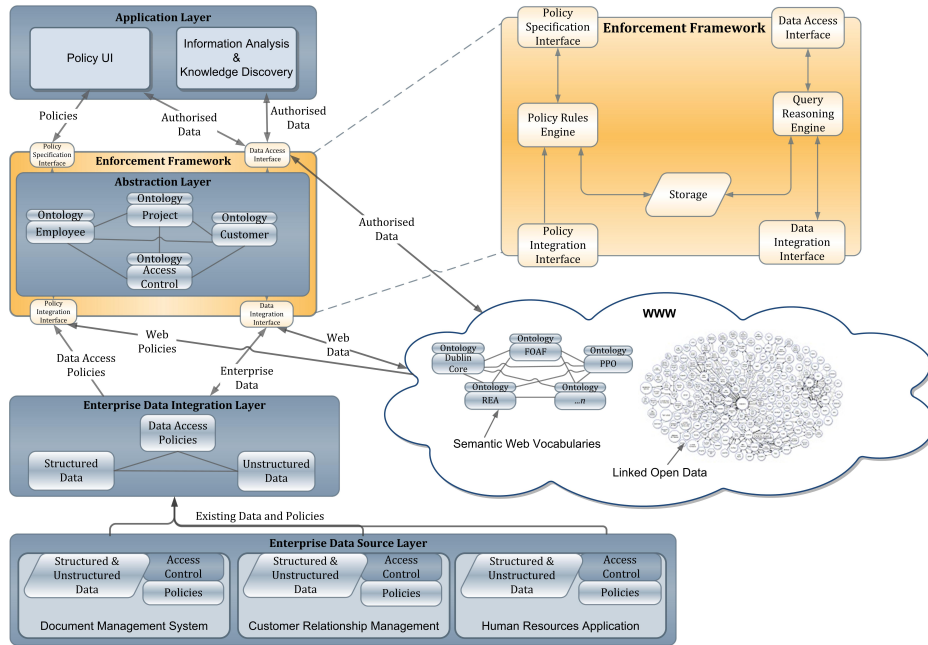 Application Layer
Policy UI
Information Analysis
&
Knowledge Discovery
Policies
Authorised
Data
Authorised
Data
Policy
Specification
Interface
Enforcement Framework
Data Access
Interface
Abstraction Layer
Ontology
Employee
Ontology
Project
Ontology
Customer
Ontology
Access
Control
Policy
Integration
Interface
Data
Integration
Interface
Policy
Specification
Interface
Enforcement Framework
Data Access
Interface
Policy Rules
Engine
Query
Reasoning
Engine
Storage
Policy
Integration
Interface
Data
Integration
Interface
Authorised
Data
Data Access
Policies
Web
Policies
Enterprise
Data
Web
Data
WWW
Ontology
Dublin
Core
Ontology
FOAF
Ontology
PPO
Ontology
REA
Ontology
...n
Semantic Web Vocabularies
Linked Open Data
Enterprise Data Integration Layer
Data Access
Policies
Structured
Data
Unstructured
Data
Existing Data and Policies
Enterprise Data Source Layer
Structured &
Unstructured
Data
Access
Control
Policies
Document Management System
Structured &
Unstructured
Data
Access
Control
Policies
Customer Relationship Management
Structured &
Unstructured
Data
Access
Control
Policies
Human Resources Application